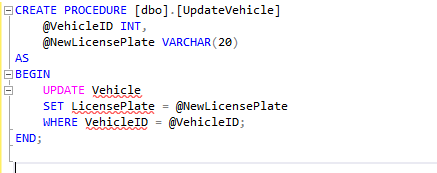 CREATE PROCEDURE [dbo].[UpdateVehicle]
@VehicleID INT,
@NewLicensePlate VARCHAR(20)
AS
BEGIN
UPDATE Vehicle
SET LicensePlate = @NewLicensePlate
WHERE VehicleID = @VehicleID;
END;